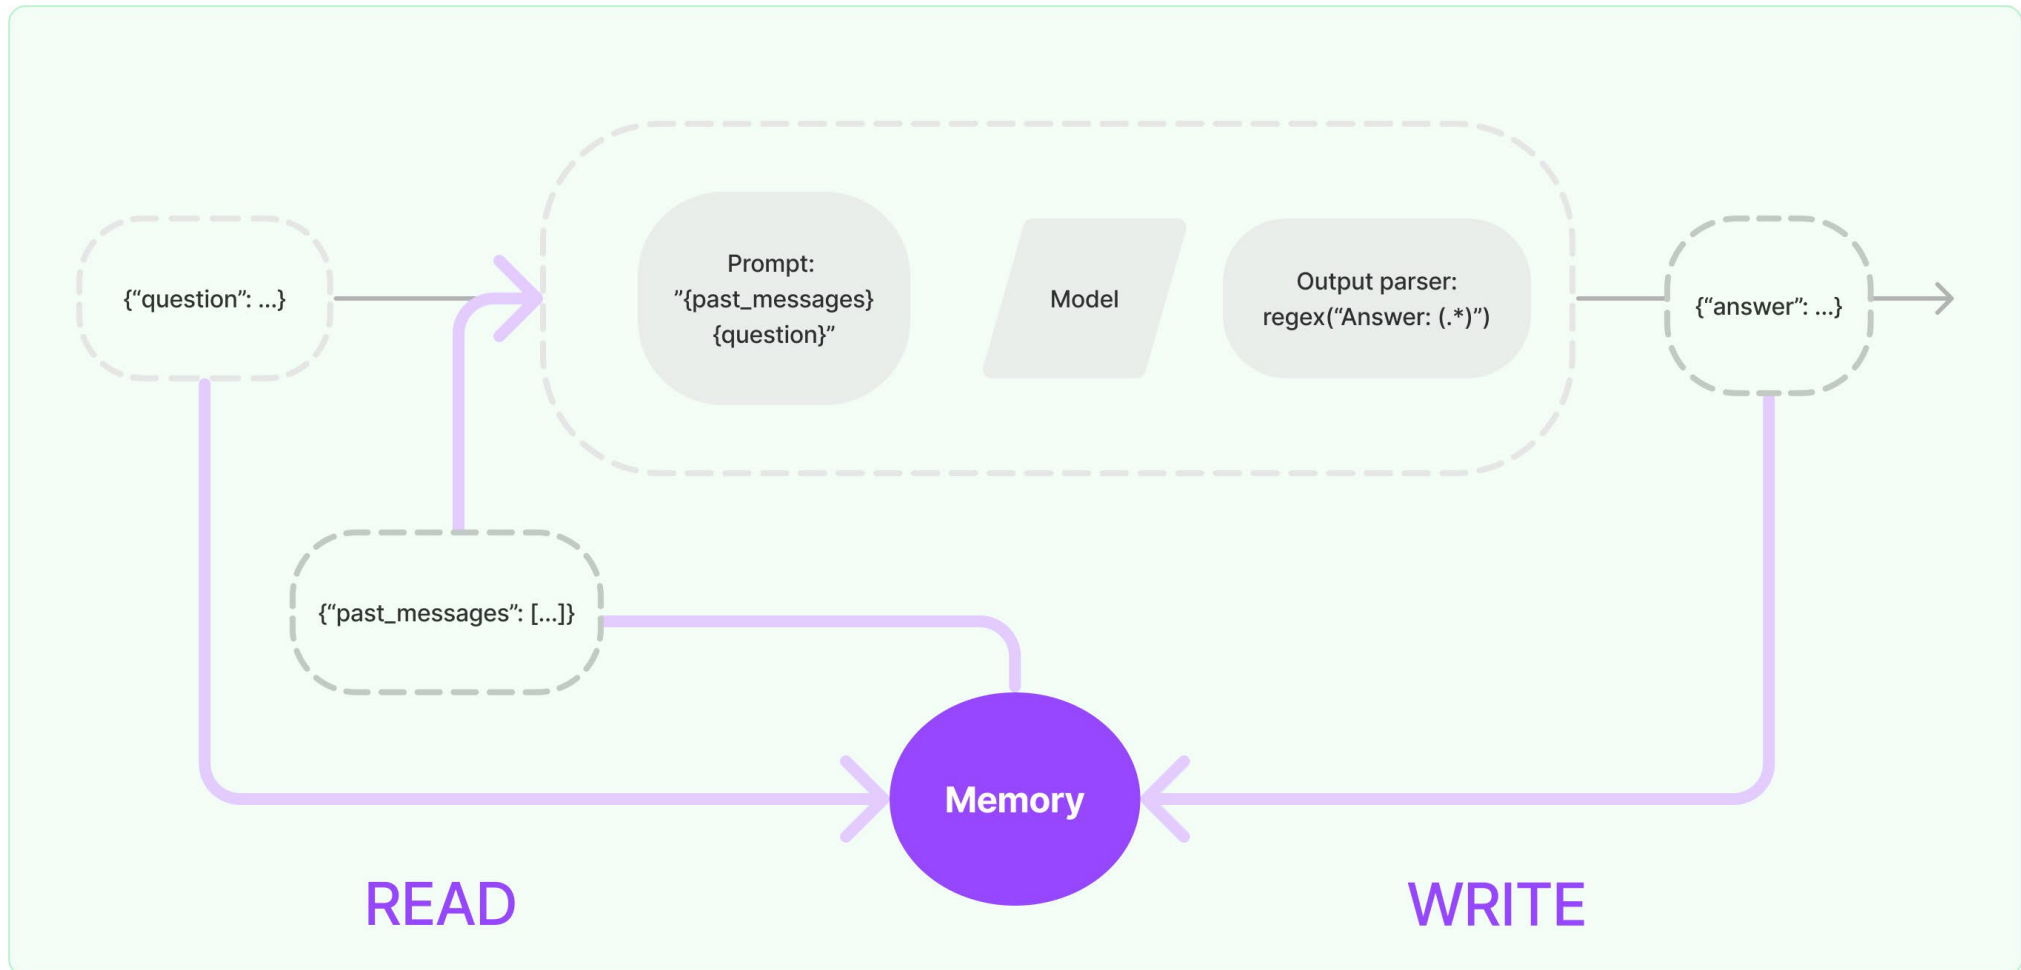 {“question”: ...}
Prompt:
”{past_messages}
{question}”
Model
Output parser:
regex(“Answer: (.*)”)
{“answer”: ...}
{“past_messages”: [...]}
Memory
READ
WRITE